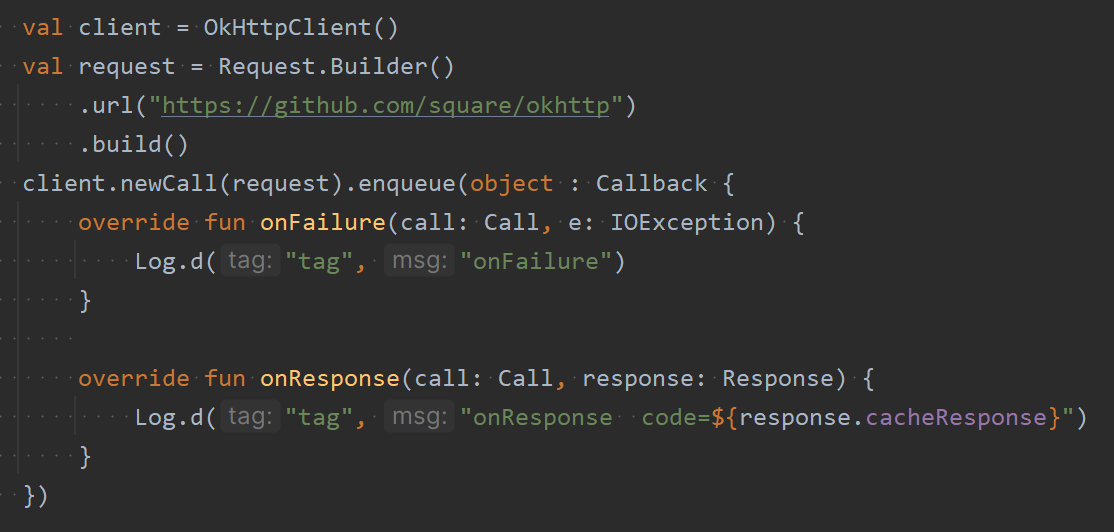 val client = OkHttpClient()
val request = Request.Builder()
.url("https://github.com/square/okhttp")
.build()
client.newCall(request).enqueue(object : Callback {
override fun onFailure(call: Call, e: IOException) {
Log.d( tag: "tag", msg: "onFailure")
}
override fun onResponse(call: Call, response: Response) {
Log.d( tag: "tag", msg: "onResponse  code=${response.cacheResponse}")
}
})